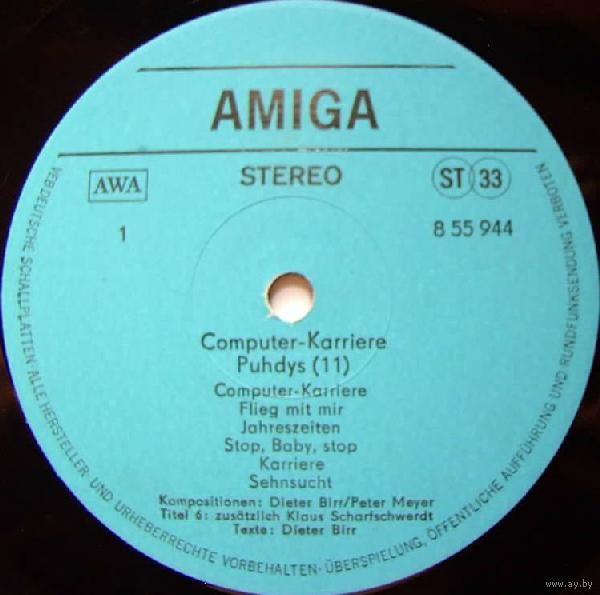 AMIGA
AWA
STEREO
ST 33
1
8 55 944
Computer-Karriere
Puhdys (11)
Computer-Karriere
Flieg mit mir
Jahreszeiten
Stop, Baby, stop
Karriere
Sehnsucht
Kompositionen: Dieter Birr/Peter Meyer
Titel 6: zusätzlich Klaus Scharfschwerdt
Texte: Dieter Birr
VEB DEUTSCHE SCHALLPLATTEN · ALLE HERSTELLER- UND URHEBERRECHTE VORBEHALTEN · ÜBERSPIELUNG, ÖFFENTLICHE AUFFÜHRUNG UND RUNDFUNKSENDUNG VERBOTEN
www.ay.by